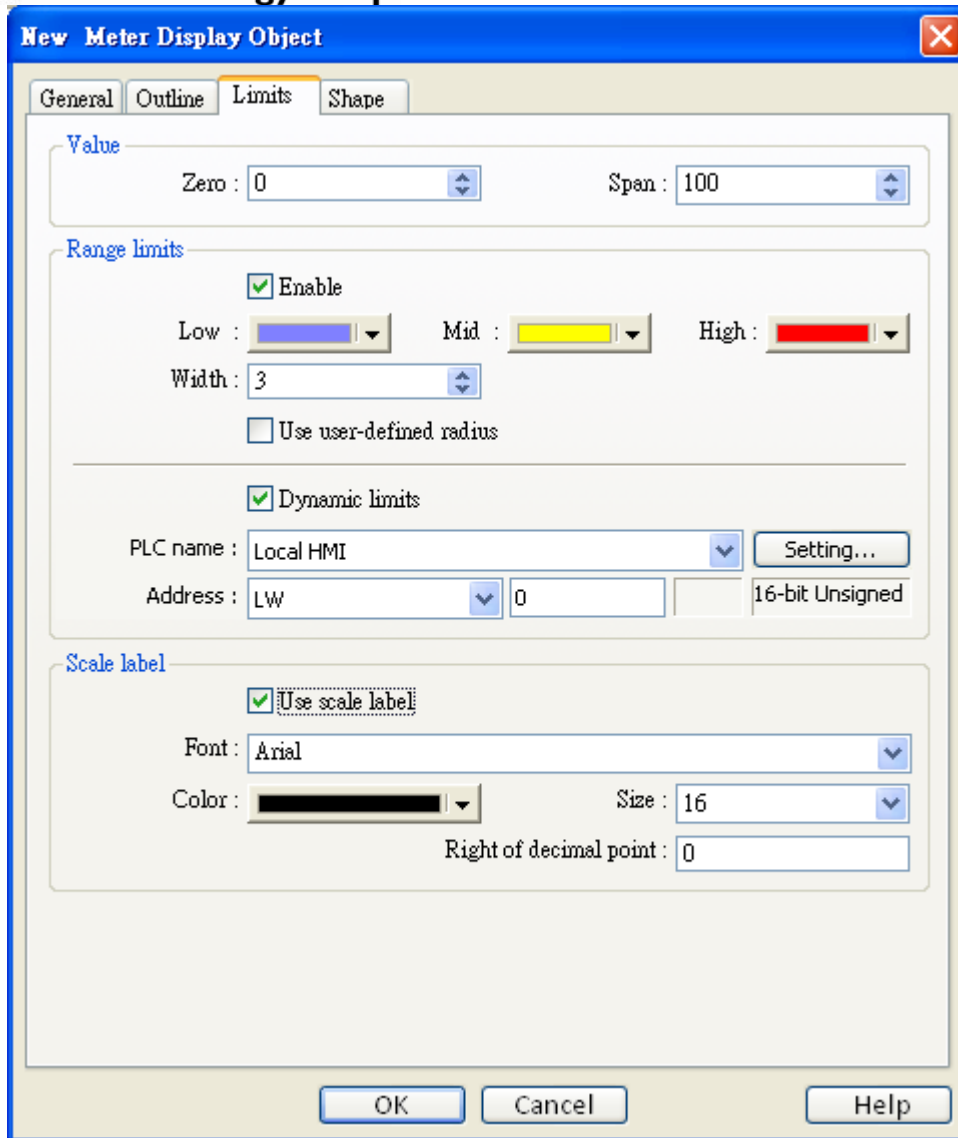 New Meter Display Object
General Outline Limits Shape
Value
Zero : 0 Span : 100
Range limits
Enable
Low : Mid : High :
Width : 3
Use user-defined radius
Dynamic limits
PLC name : Local HMI Setting...
Address : LW 0 16-bit Unsigned
Scale label
Use scale label
Font : Arial
Color : Size : 16
Right of decimal point : 0
OK Cancel Help